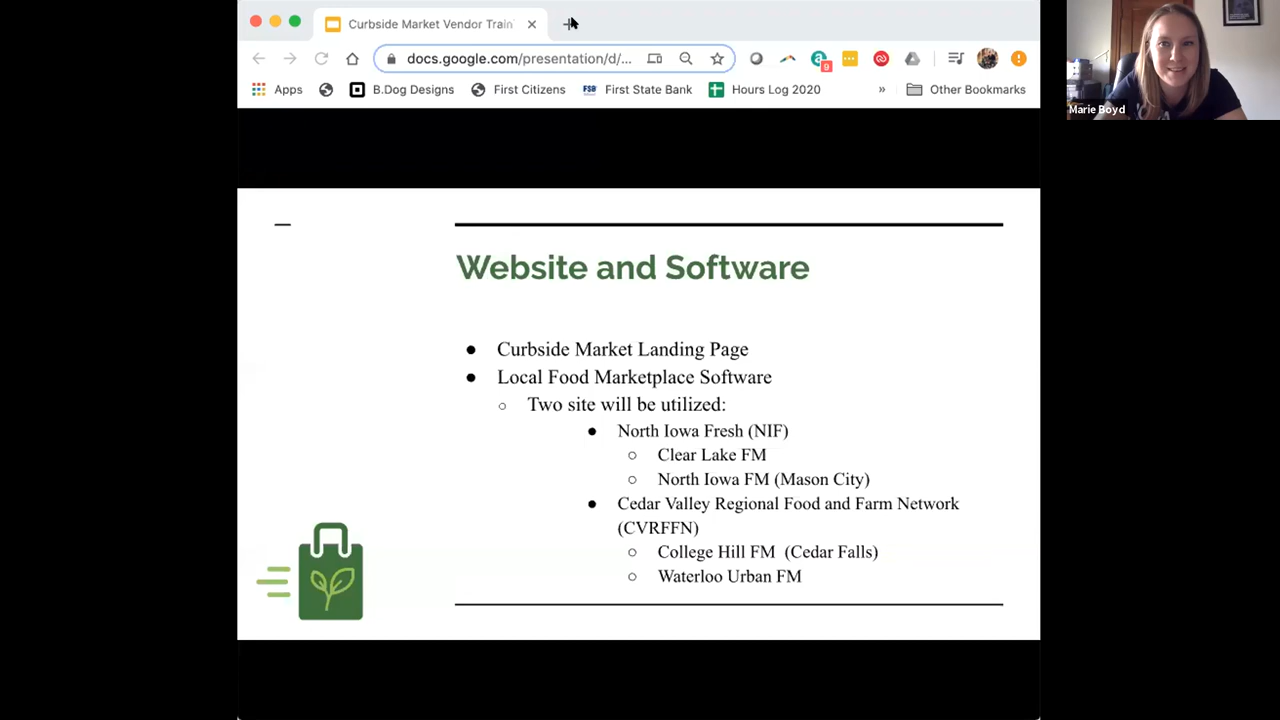 Curbside Market Vendor Train
docs.google.com/presentation/d/...
9
Apps
B.Dog Designs
First Citizens
FSB First State Bank
Hours Log 2020
»
Other Bookmarks
Marie Boyd
Website and Software
● Curbside Market Landing Page
● Local Food Marketplace Software
○ Two site will be utilized:
● North Iowa Fresh (NIF)
○ Clear Lake FM
○ North Iowa FM (Mason City)
● Cedar Valley Regional Food and Farm Network
(CVRFFN)
○ College Hill FM (Cedar Falls)
○ Waterloo Urban FM